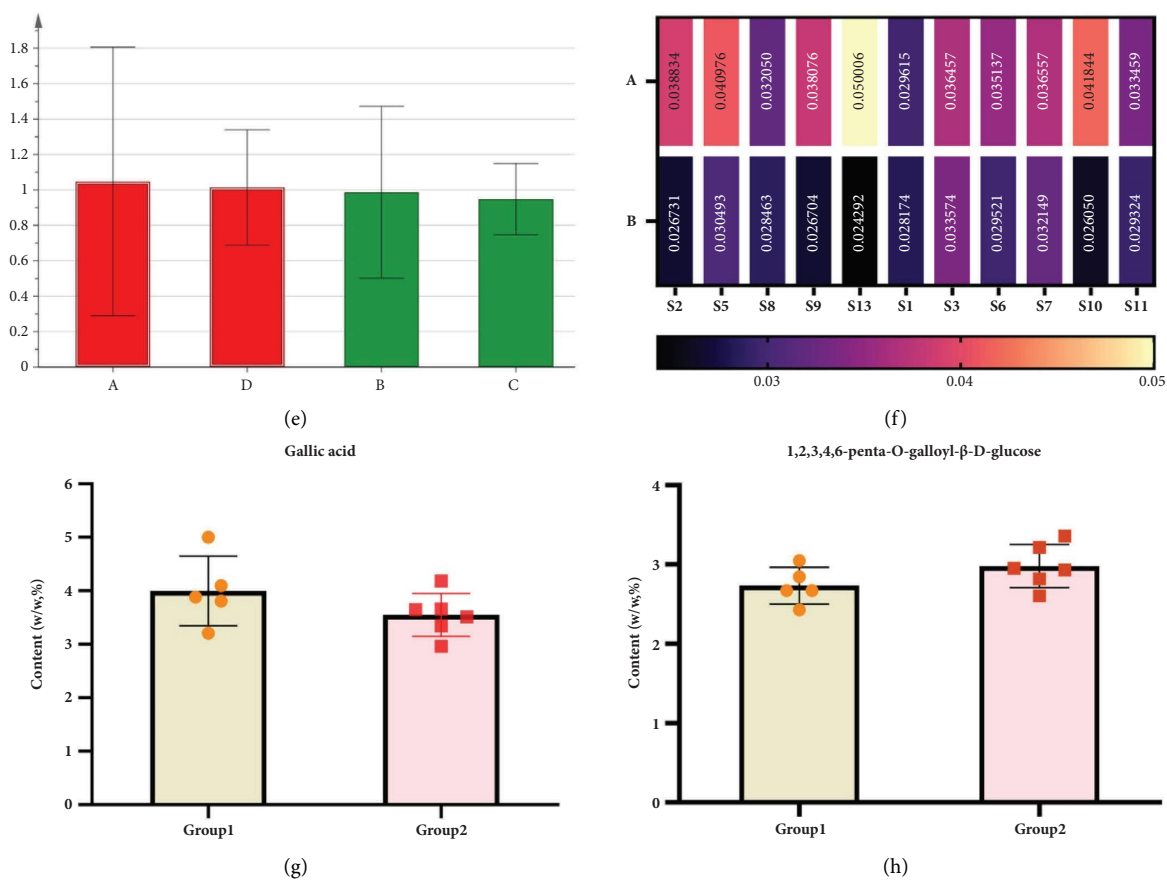 1.8
1.6
1.4
1.2
1
0.8
0.6
0.4
0.2
0
A D B C
(e)
A
0.038834 0.040976 0.032050 0.038076 0.050006 0.029615 0.036457 0.035137 0.036557 0.041844 0.033459
B
0.026731 0.030493 0.028463 0.026704 0.024292 0.028174 0.033574 0.029521 0.032149 0.026050 0.029324
S2 S5 S8 S9 S13 S1 S3 S6 S7 S10 S11
0.03 0.04 0.05
(f)
Gallic acid
Content (w/w,%)
6
5
4
3
2
1
0
Group1 Group2
(g)
1,2,3,4,6-penta-O-galloyl-β-D-glucose
Content (w/w,%)
4
3
2
1
0
Group1 Group2
(h)